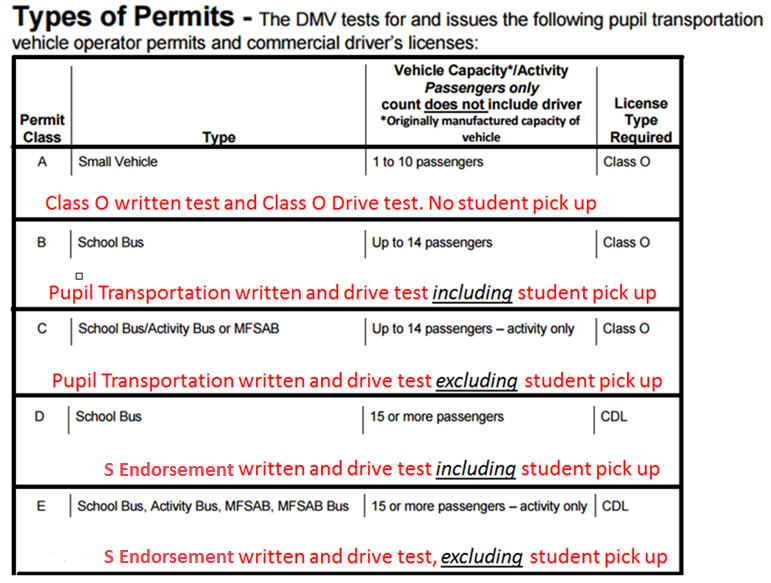 Types of Permits - The DMV tests for and issues the following pupil transportation
vehicle operator permits and commercial driver's licenses:
Permit Class Type Vehicle Capacity*/Activity Passengers only count does not include driver *Originally manufactured capacity of vehicle License Type Required
A Small Vehicle 1 to 10 passengers Class O
Class O written test and Class O Drive test. No student pick up
B School Bus Up to 14 passengers Class O
Pupil Transportation written and drive test including student pick up
C School Bus/Activity Bus or MFSAB Up to 14 passengers – activity only Class O
Pupil Transportation written and drive test excluding student pick up
D School Bus 15 or more passengers CDL
S Endorsement written and drive test including student pick up
E School Bus, Activity Bus, MFSAB, MFSAB Bus 15 or more passengers – activity only CDL
S Endorsement written and drive test, excluding student pick up